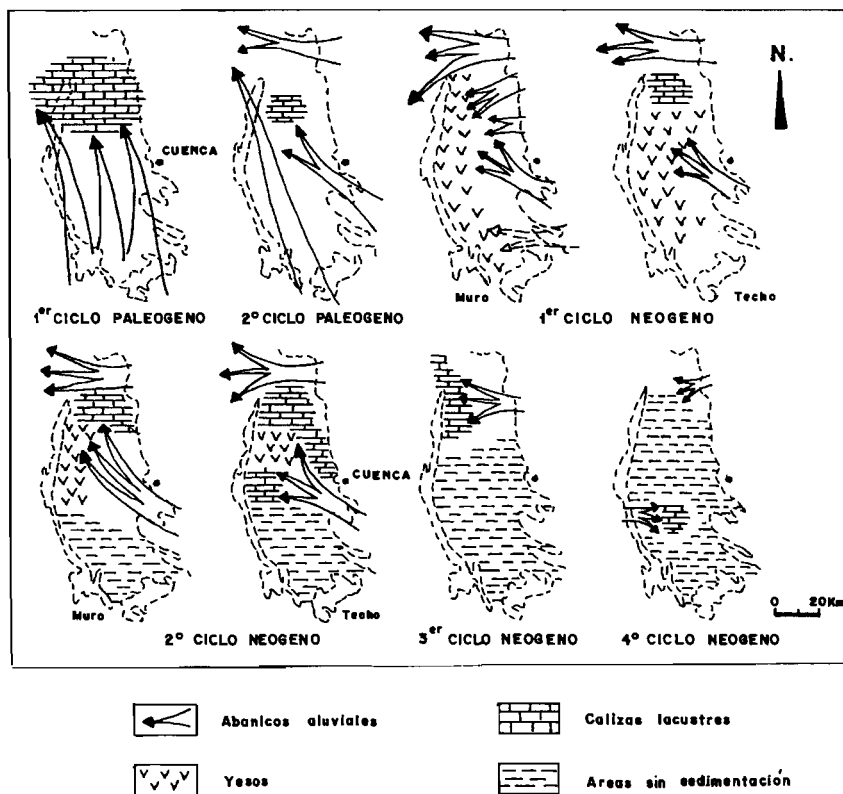 N.
CUENCA
Muro
Techo
1er CICLO PALEOGENO
2º CICLO PALEOGENO
1er CICLO NEOGENO
CUENCA
Muro
Techo
0 20Km
2º CICLO NEOGENO
3er CICLO NEOGENO
4º CICLO NEOGENO
Abanicos aluviales
Calizas lacustres
Yesos
Areas sin sedimentación